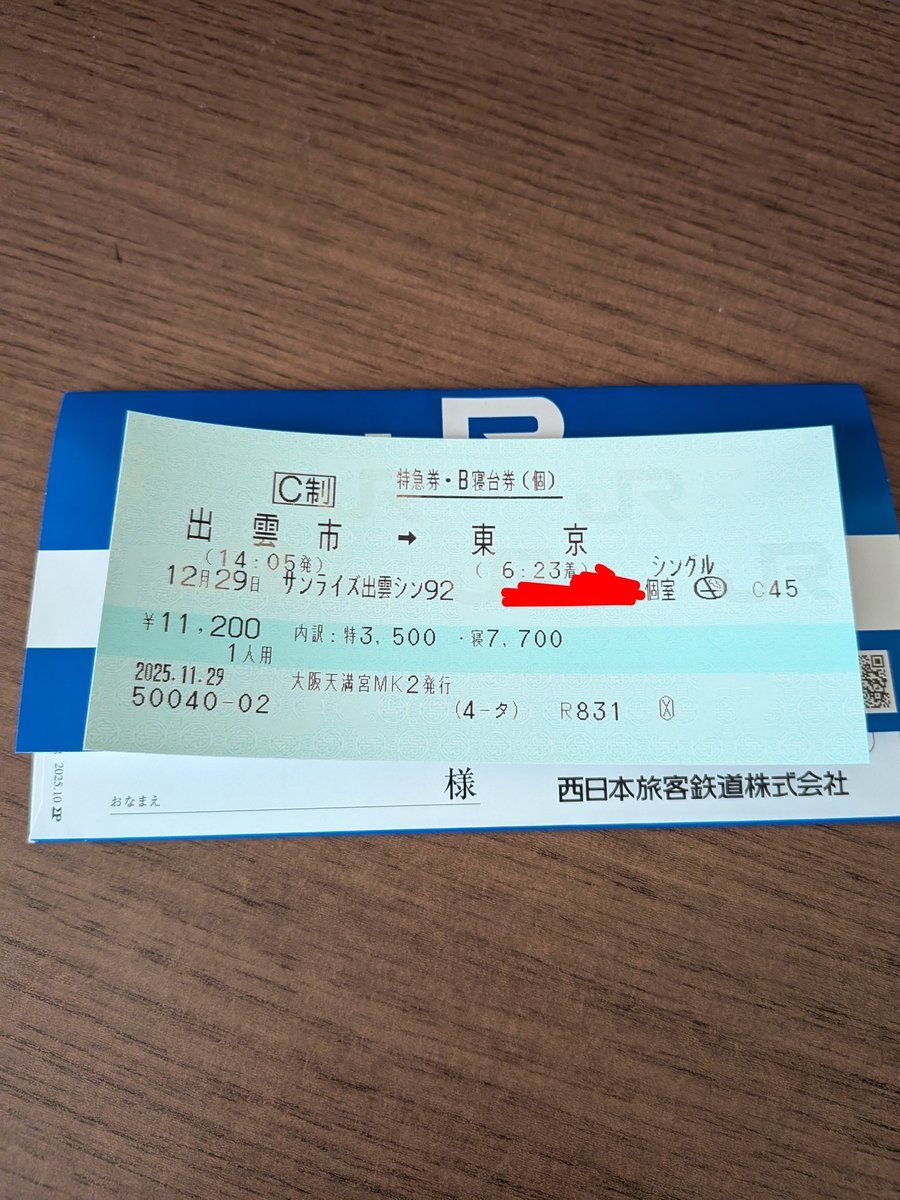 JR
C制 特急券・B寝台券(個)
出雲市 → 東京
(14:05発) (6:23着) シングル
12月29日 サンライズ出雲シン92 個室 C45
¥11,200 内訳:特3,500・寝7,700
1人用
2025.11.29 大阪天満宮MK2発行
50040-02 (4-タ) R831
2025.10
おなまえ 様 西日本旅客鉄道株式会社